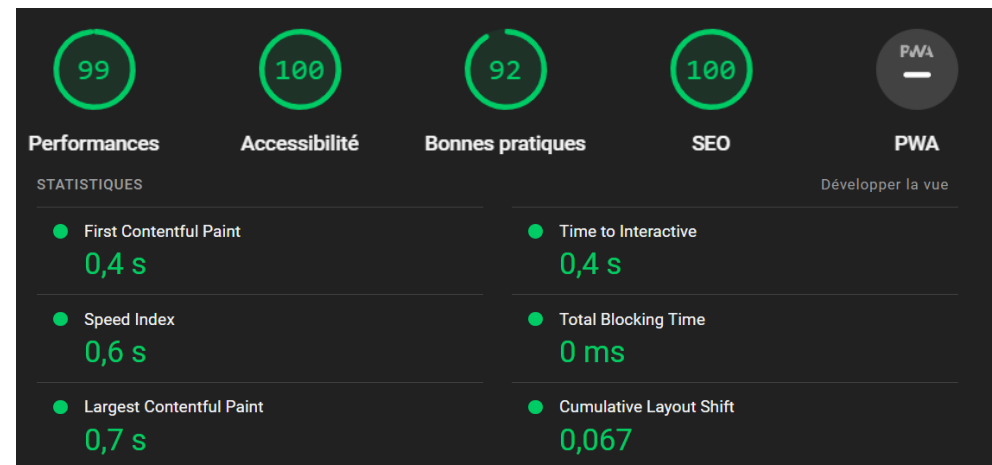 99 100 92 100 PWA
Performances Accessibilité Bonnes pratiques SEO PWA
STATISTIQUES Développer la vue
First Contentful Paint Time to Interactive
0,4 s 0,4 s
Speed Index Total Blocking Time
0,6 s 0 ms
Largest Contentful Paint Cumulative Layout Shift
0,7 s 0,067